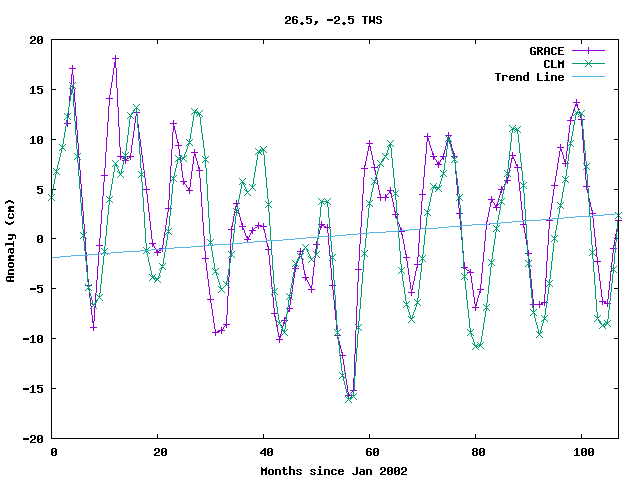 26.5, -2.5 TWS
GRACE
CLM
Trend Line
20
15
10
5
0
-5
-10
-15
-20
Anomaly (cm)
0 20 40 60 80 100
Months since Jan 2002